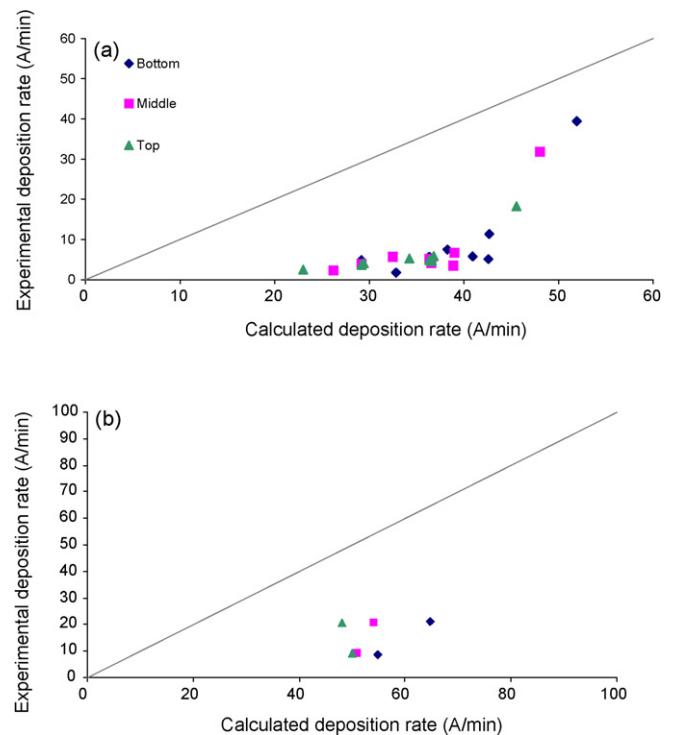 (a)
60
50
40
30
20
10
0
Bottom
Middle
Top
Experimental deposition rate (A/min)
0 10 20 30 40 50 60
Calculated deposition rate (A/min)
(b)
100
90
80
70
60
50
40
30
20
10
0
Experimental deposition rate (A/min)
0 20 40 60 80 100
Calculated deposition rate (A/min)